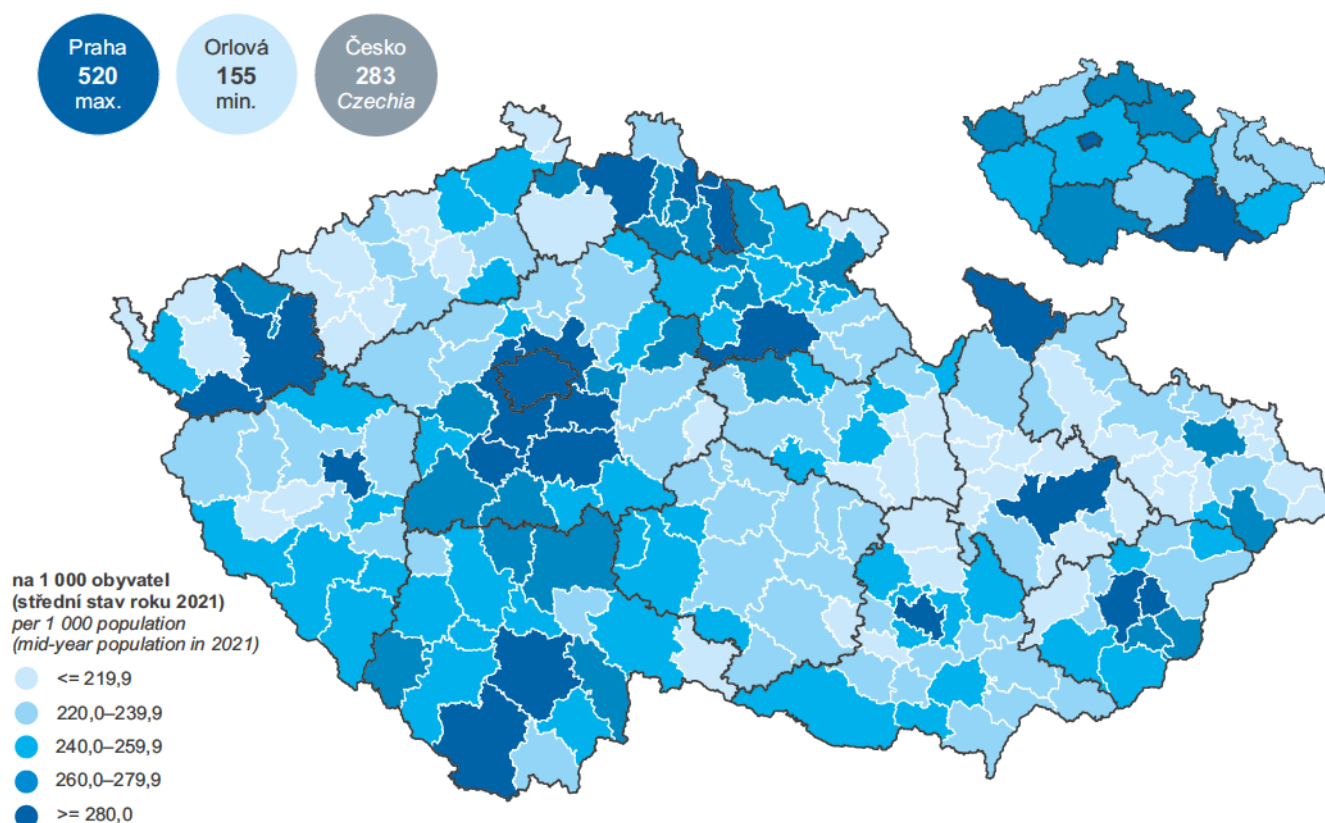 Praha
520
max.
Orlová
155
min.
Česko
283
Czechia
na 1 000 obyvatel
(střední stav roku 2021)
per 1 000 population
(mid-year population in 2021)
<= 219,9
220,0–239,9
240,0–259,9
260,0–279,9
>= 280,0